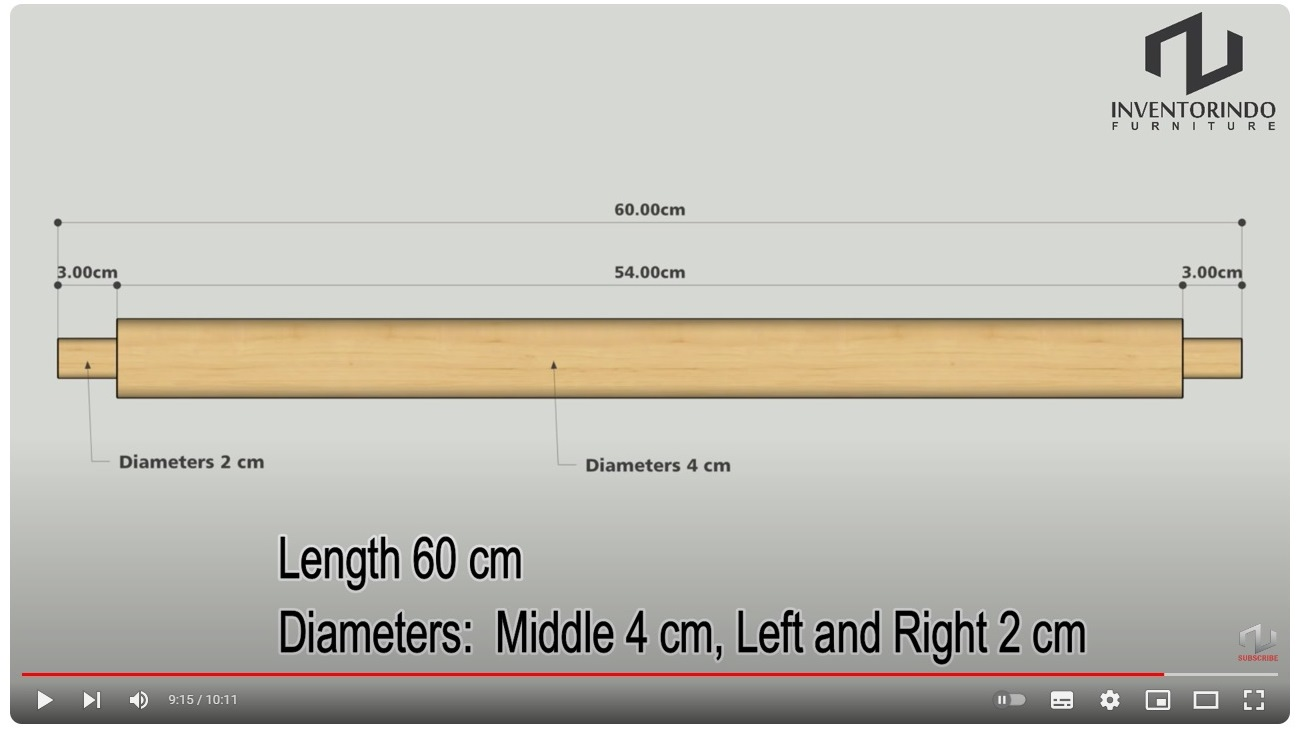 INVENTORINDO
FURNITURE
60.00cm
3.00cm 54.00cm 3.00cm
Diameters 2 cm Diameters 4 cm
Length 60 cm
Diameters: Middle 4 cm, Left and Right 2 cm
SUBSCRIBE
9:15 / 10:11